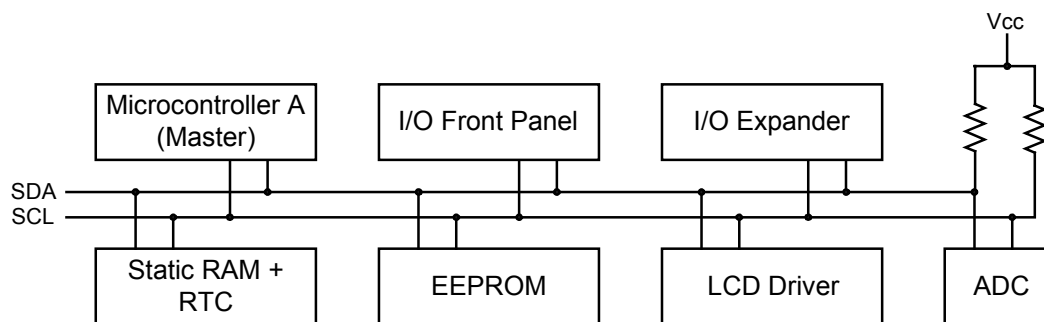 Vcc
Microcontroller A
(Master)
I/O Front Panel
I/O Expander
SDA
SCL
Static RAM +
RTC
EEPROM
LCD Driver
ADC